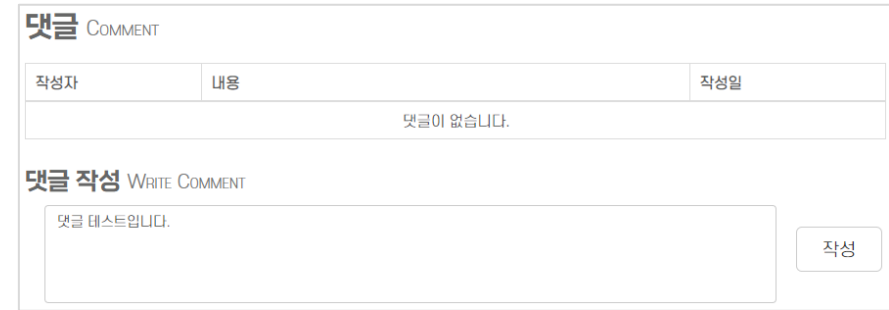 댓글 COMMENT
작성자 내용 작성일
댓글이 없습니다.
댓글 작성 WRITE COMMENT
댓글 테스트입니다.
작성